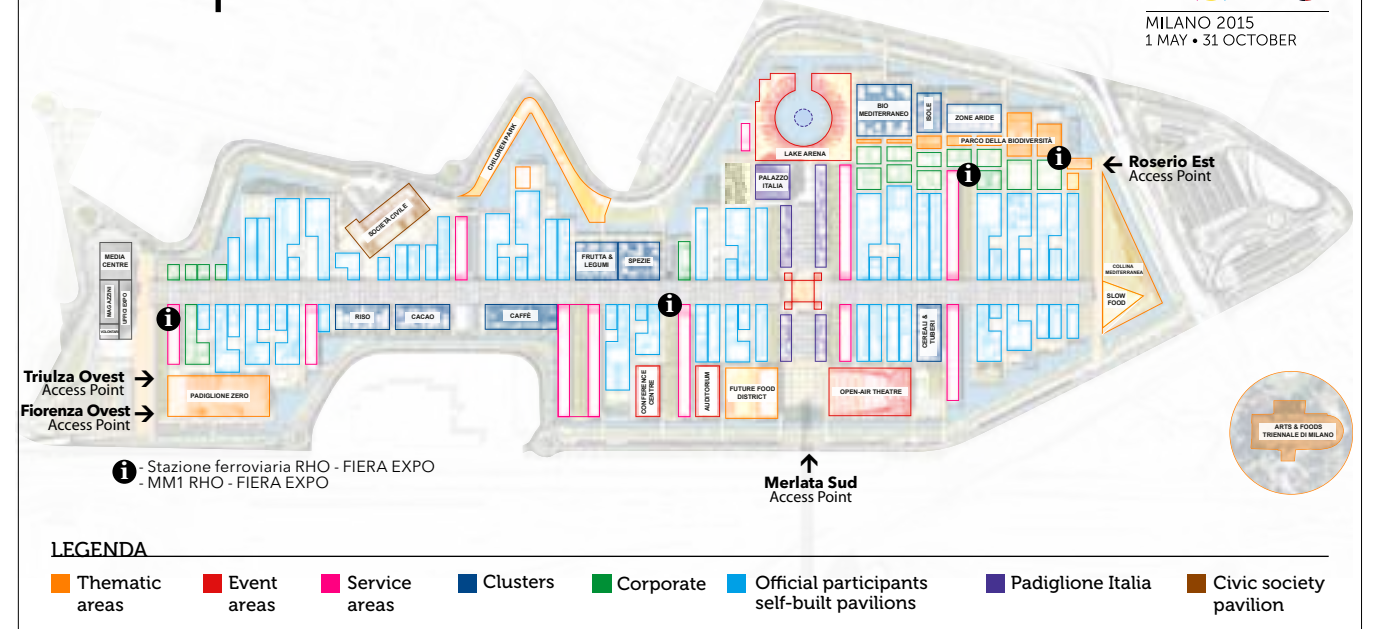 MILANO 2015
1 MAY • 31 OCTOBER
BIO
MEDITERRANEO
ISOLE
ZONE ARIDE
PARCO DELLA BIODIVERSITÀ
LAKE ARENA
CHILDREN PARK
PALAZZO
ITALIA
Roserio Est
Access Point
SOCIETÀ CIVILE
MEDIA
CENTRE
FRUTTA &
LEGUMI
SPEZIE
COLLINA
MEDITERRANEA
SLOW
FOOD
MAGAZZINI
UFFICI EXPO
RISO
CACAO
CAFFÈ
CEREALI &
TUBERI
Triulza Ovest
Access Point
Fiorenza Ovest
Access Point
PADIGLIONE ZERO
CONFERENCE
CENTRE
AUDITORIUM
FUTURE FOOD
DISTRICT
OPEN-AIR THEATRE
ARTS & FOODS
TRIENNALE DI MILANO
i - Stazione ferroviaria RHO - FIERA EXPO
- MM1 RHO - FIERA EXPO
Merlata Sud
Access Point
LEGENDA
Thematic
areas
Event
areas
Service
areas
Clusters
Corporate
Official participants
self-built pavilions
Padiglione Italia
Civic society
pavilion